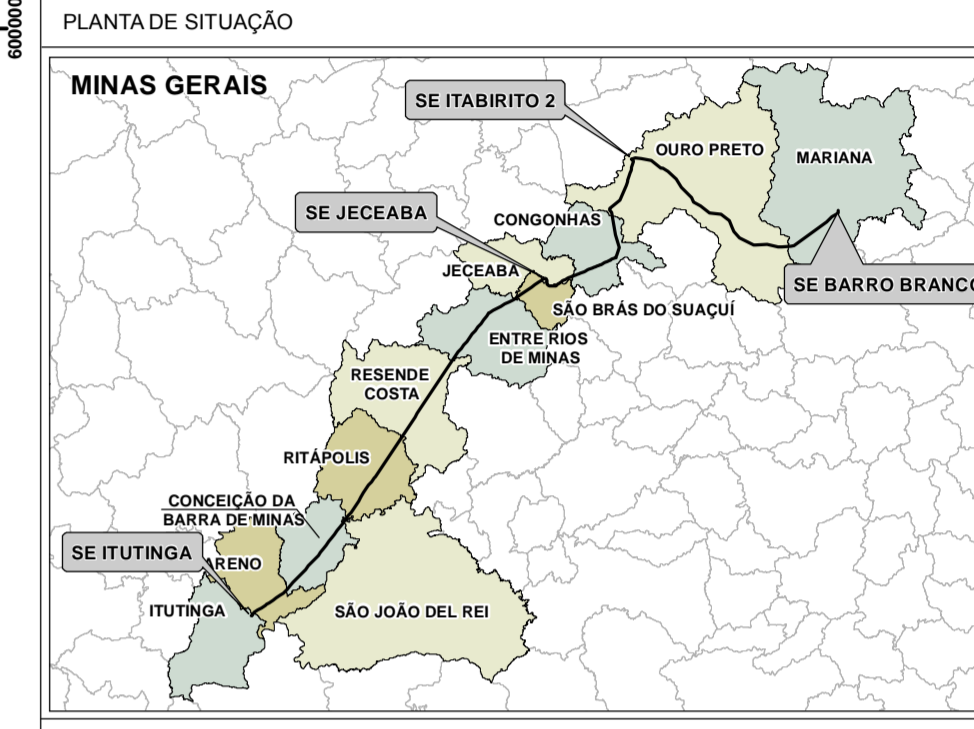 600000
PLANTA DE SITUAÇÃO
MINAS GERAIS
SE ITABIRITO 2
OURO PRETO
MARIANA
SE JECEABA
CONGONHAS
JECEABA
SE BARRO BRANCO
SÃO BRÁS DO SUAÇUÍ
ENTRE RIOS
DE MINAS
RESENDE
COSTA
RITÁPOLIS
CONCEIÇÃO DA
BARRA DE MINAS
SE ITUTINGA
RENO
ITUTINGA
SÃO JOÃO DEL REI